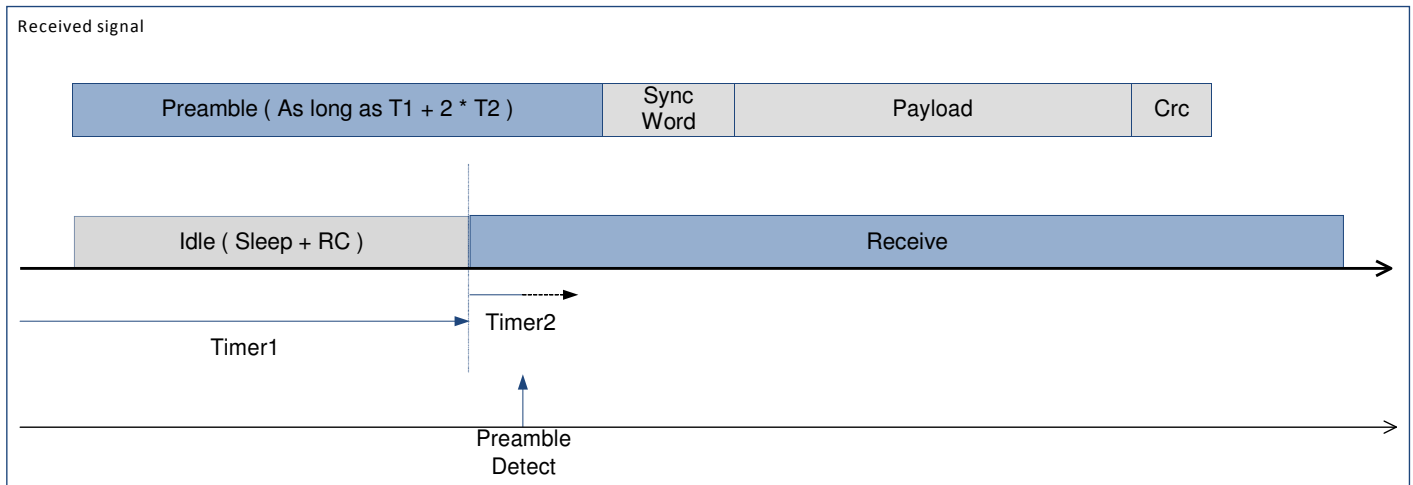 Received signal
Preamble ( As long as T1 + 2 * T2 )
Sync
Word
Payload
Crc
Idle ( Sleep + RC )
Receive
Timer2
Timer1
Preamble
Detect